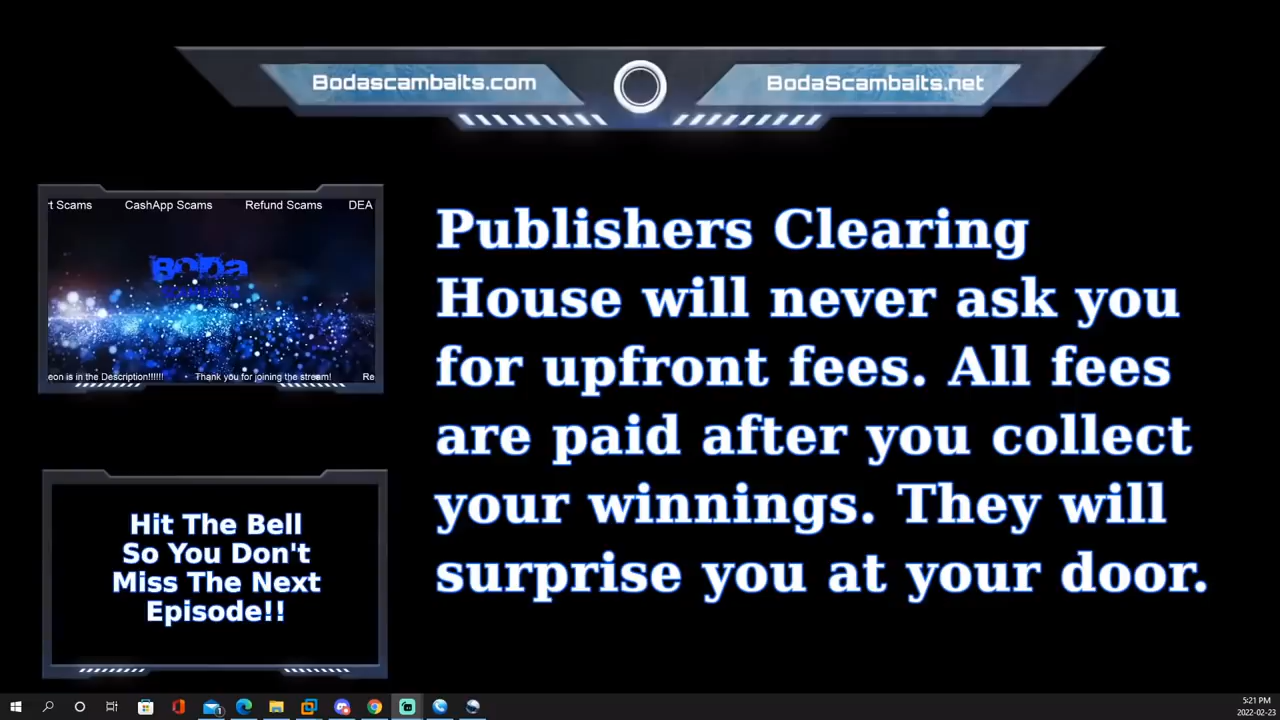 Bodascambaits.com
BodaScambaits.net
t Scams CashApp Scams Refund Scams DEA
BoDa
eon is in the Description!!!!!! Thank you for joining the stream! Re
Publishers Clearing
House will never ask you
for upfront fees. All fees
are paid after you collect
your winnings. They will
surprise you at your door.
Hit The Bell
So You Don't
Miss The Next
Episode!!
5:21 PM
2022-02-23